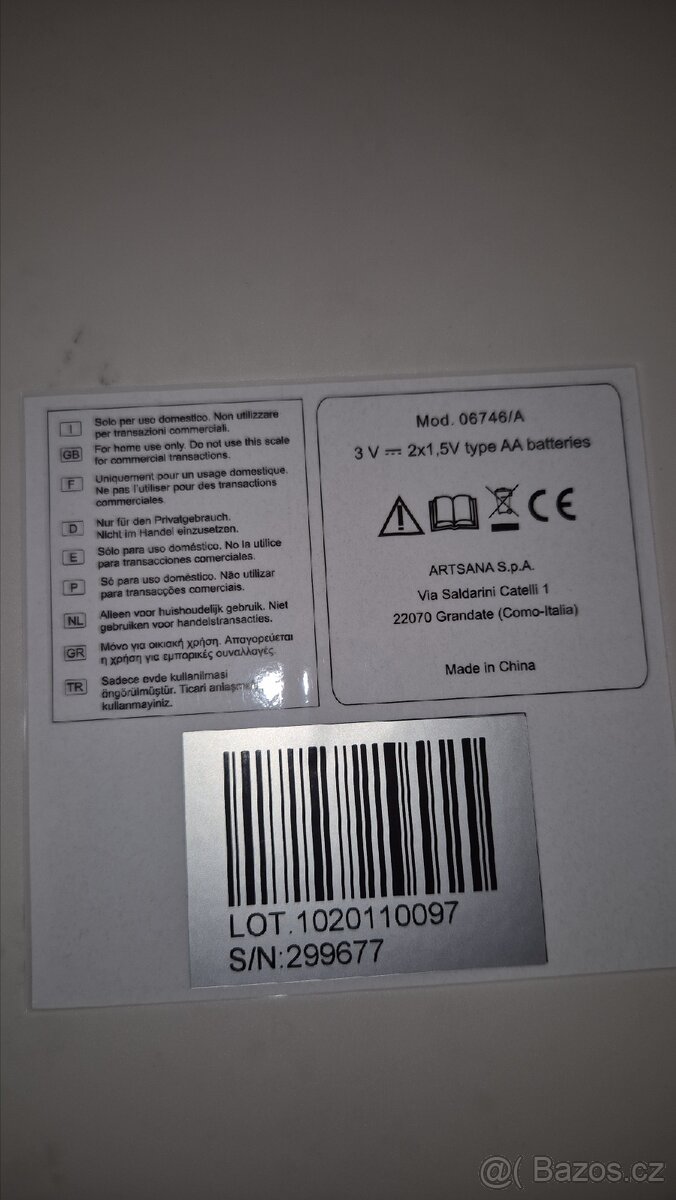 I
Solo per uso domestico. Non utilizzare
per transazioni commerciali.
GB
For home use only. Do not use this scale
for commercial transactions.
F
Uniquement pour un usage domestique.
Ne pas l'utiliser pour des transactions
commerciales.
D
Nur für den Privatgebrauch.
Nicht im Handel einzusetzen.
E
Sólo para uso doméstico. No la utilice
para transacciones comerciales.
P
Só para uso doméstico. Não utilizar
para transacções comerciais.
NL
Alleen voor huishoudelijk gebruik. Niet
gebruiken voor handelstransacties.
GR
Μόνο για οικιακή χρήση. Απαγορεύεται
η χρήση για εμπορικές συναλλαγές.
TR
Sadece evde kullanılması
öngörülmüştür. Ticari
kullanmayiniz.
Mod. 06746/A
3 V 2x1,5V type AA batteries
CE
ARTSANA S.p.A.
Via Saldarini Catelli 1
22070 Grandate (Como-Italia)
Made in China
LOT.1020110097
S/N:299677
@( Bazoš.cz